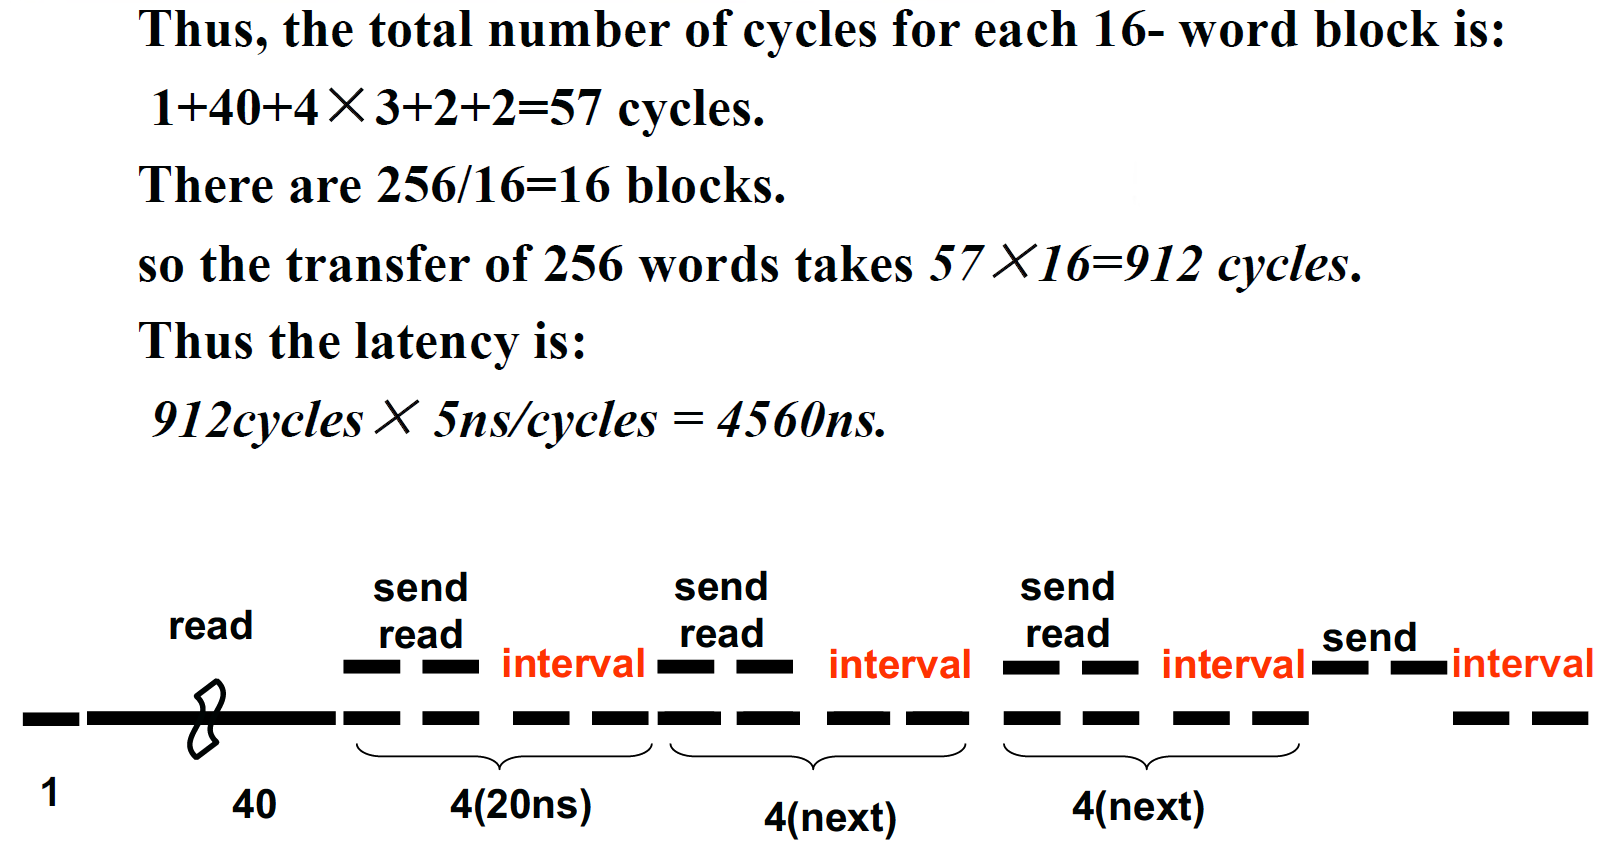 Thus, the total number of cycles for each 16- word block is:
1+40+4×3+2+2=57 cycles.
There are 256/16=16 blocks.
so the transfer of 256 words takes 57×16=912 cycles.
Thus the latency is:
912cycles× 5ns/cycles = 4560ns.
send send send
read read read read send
interval interval interval interval
1 40 4(20ns) 4(next) 4(next)